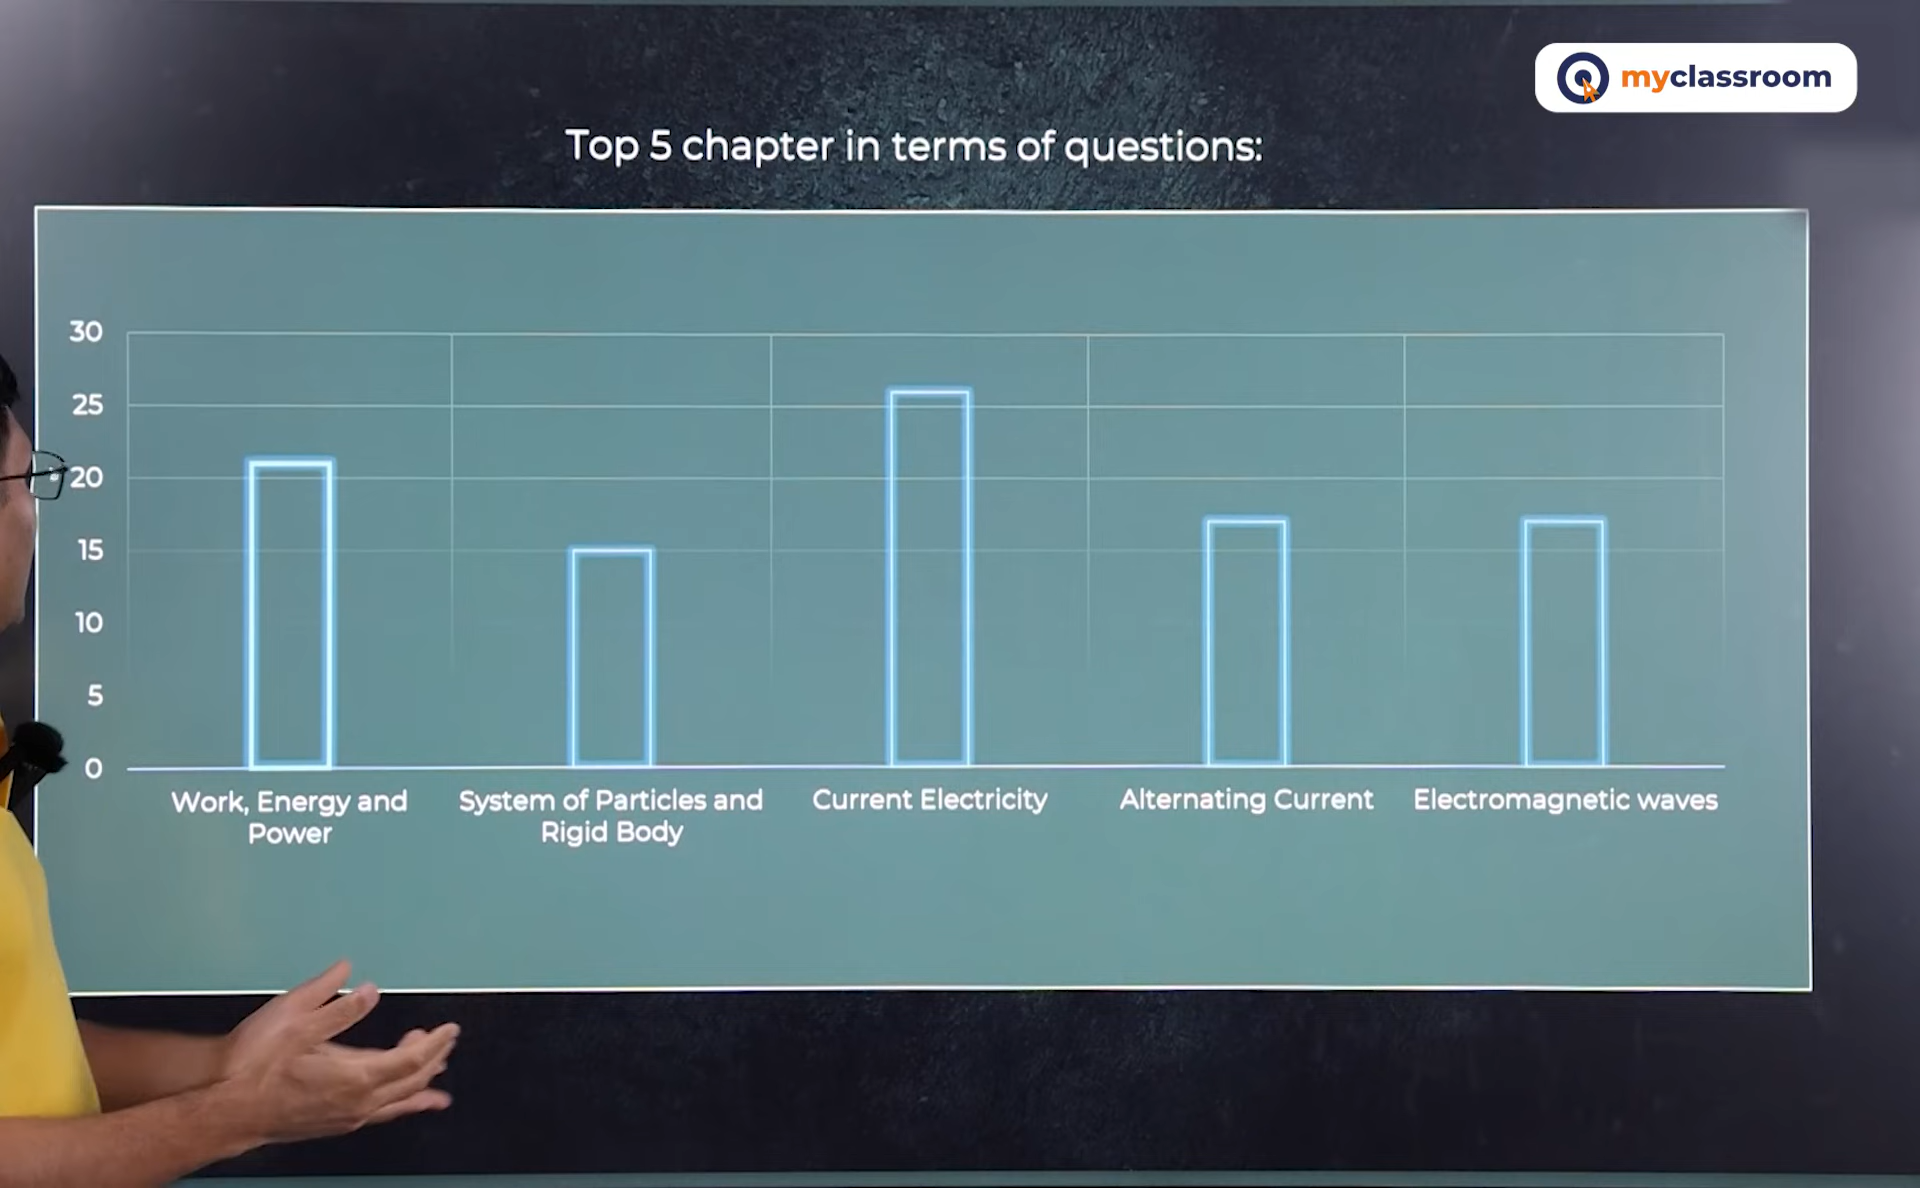 myclassroom
Top 5 chapter in terms of questions:
30
25
20
15
10
5
0
Work, Energy and
Power
System of Particles and
Rigid Body
Current Electricity
Alternating Current
Electromagnetic waves